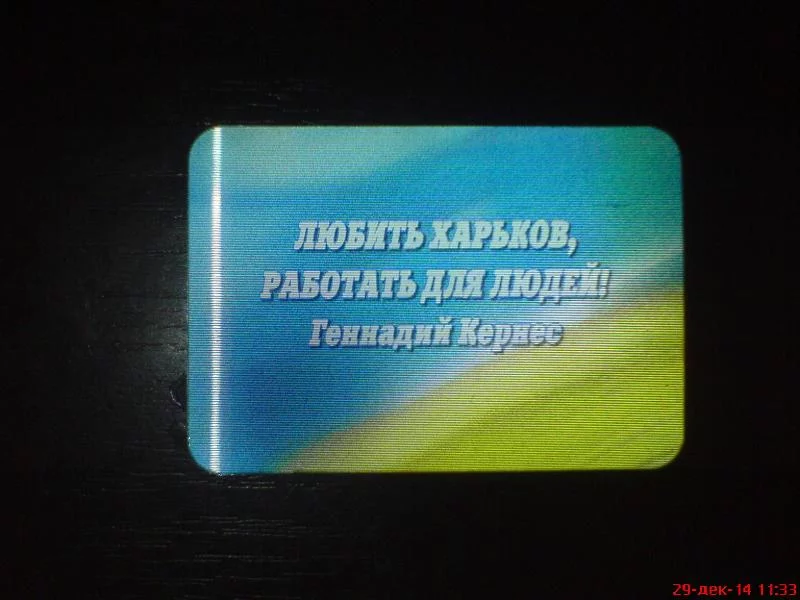 ЛЮБИТЬ ХАРЬКОВ,
РАБОТАТЬ ДЛЯ ЛЮДЕЙ!
Геннадий Кернес
29-дек-14 11:33